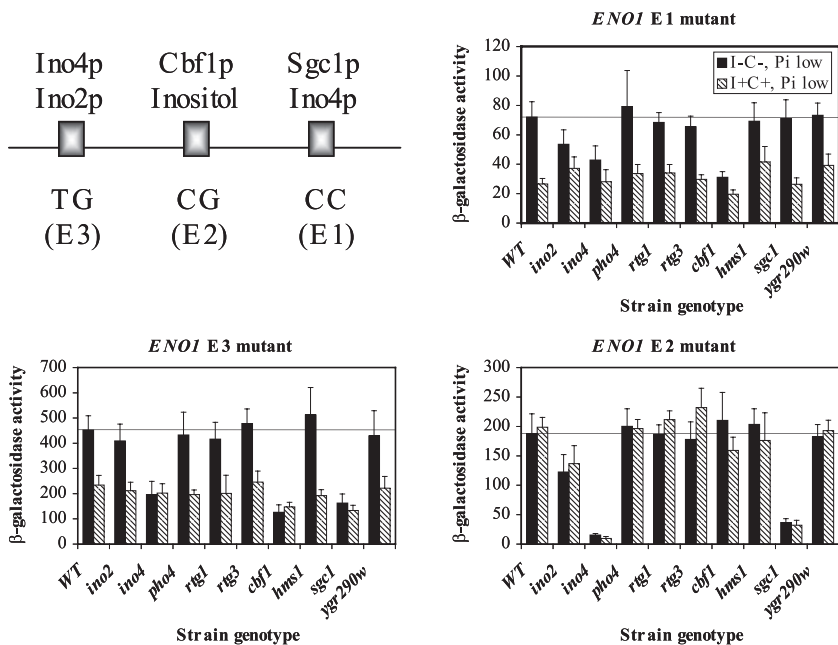 Ino4p Cbf1p Sgc1p
Ino2p Inositol Ino4p
TG CG CC
(E3) (E2) (E1)
ENO1 E1 mutant
β-galactosidase activity
120
100
80
60
40
20
0
I-C-, Pi low
I+C+, Pi low
WT ino2 ino4 pho4 rtg1 rtg3 cbf1 hms1 sgc1 ygr290w
Strain genotype
ENO1 E3 mutant
β-galactosidase activity
700
600
500
400
300
200
100
0
WT ino2 ino4 pho4 rtg1 rtg3 cbf1 hms1 sgc1 ygr290w
Strain genotype
ENO1 E2 mutant
β-galactosidase activity
300
250
200
150
100
50
0
WT ino2 ino4 pho4 rtg1 rtg3 cbf1 hms1 sgc1 ygr290w
Strain genotype